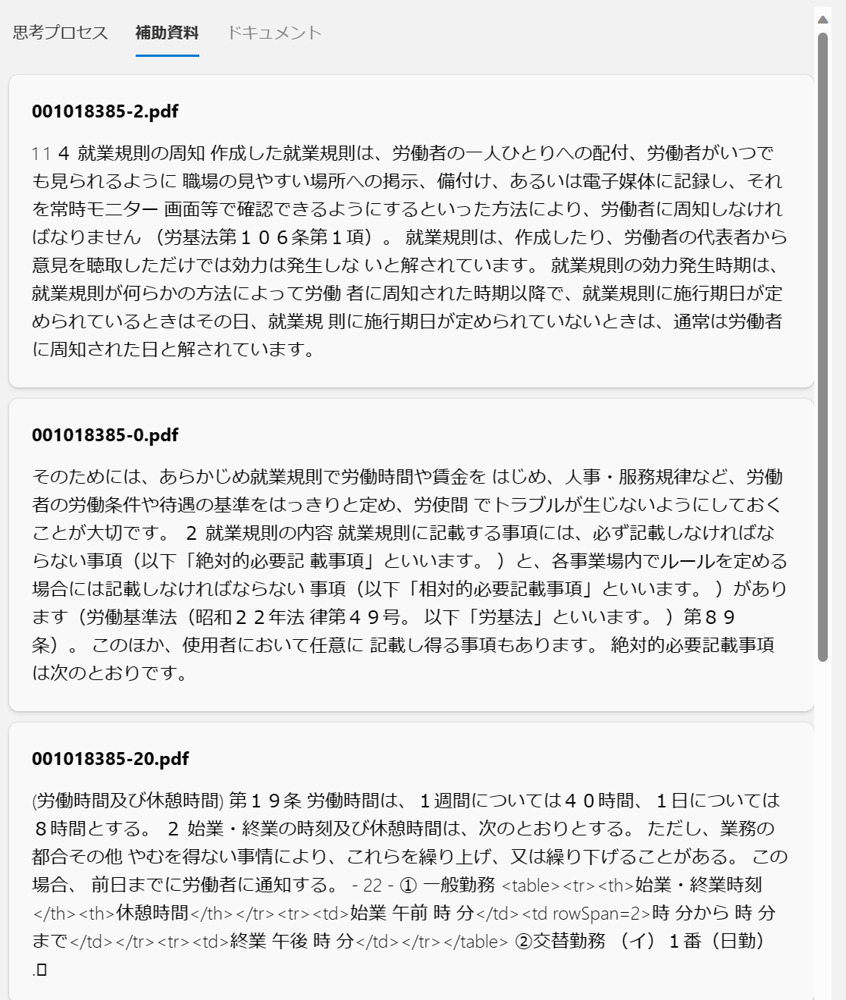 思考プロセス 補助資料 ドキュメント
001018385-2.pdf
11４ 就業規則の周知 作成した就業規則は、労働者の一人ひとりへの配付、労働者がいつで
も見られるように 職場の見やすい場所への掲示、備付け、あるいは電子媒体に記録し、それ
を常時モニター 画面等で確認できるようにするといった方法により、労働者に周知しなけれ
ばなりません （労基法第１０６条第１項）。 就業規則は、作成したり、労働者の代表者から
意見を聴取しただけでは効力は発生しな いと解されています。 就業規則の効力発生時期は、
就業規則が何らかの方法によって労働 者に周知された時期以降で、就業規則に施行期日が定
められているときはその日、就業規 則に施行期日が定められていないときは、通常は労働者
に周知された日と解されています。
001018385-0.pdf
そのためには、あらかじめ就業規則で労働時間や賃金を はじめ、人事・服務規律など、労働
者の労働条件や待遇の基準をはっきりと定め、労使間 でトラブルが生じないようにしておく
ことが大切です。 ２ 就業規則の内容 就業規則に記載する事項には、必ず記載しなければな
らない事項（以下「絶対的必要記 載事項」といいます。 ）と、各事業場内でルールを定める
場合には記載しなければならない 事項（以下「相対的必要記載事項」といいます。 ）があり
ます（労働基準法（昭和２２年法 律第４９号。 以下「労基法」といいます。 ）第８９
条）。 このほか、使用者において任意に 記載し得る事項もあります。 絶対的必要記載事項
は次のとおりです。
001018385-20.pdf
(労働時間及び休憩時間) 第１９条 労働時間は、１週間については４０時間、１日については
８時間とする。 ２ 始業・終業の時刻及び休憩時間は、次のとおりとする。 ただし、業務の
都合その他 やむを得ない事情により、これらを繰り上げ、又は繰り下げることがある。 この
場合、 前日までに労働者に通知する。 - 22 - ① 一般勤務 <table><tr><th>始業・終業時刻
</th><th>休憩時間</th></tr><tr><td>始業 午前 時 分</td><td rowSpan=2>時 分から 時 分
まで</td></tr><tr><td>終業 午後 時 分</td></tr></table> ②交替勤務 （イ）１番（日勤）
.